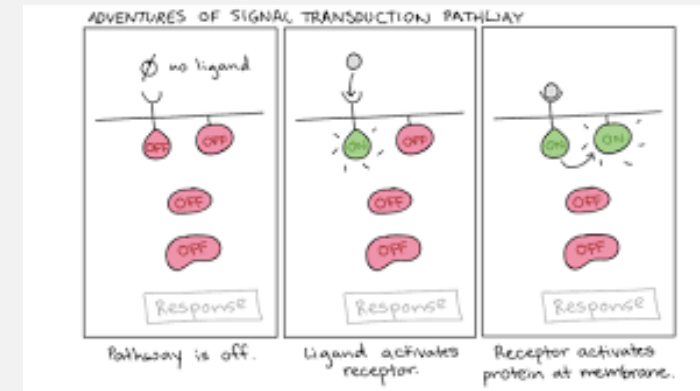 ADVENTURES OF SIGNAL TRANSDUCTION PATHWAY
no ligand
OFF OFF
OFF
OFF
Response
Pathway is off.
ON OFF
OFF
OFF
Response
Ligand activates
receptor.
ON ON
OFF
OFF
Response
Receptor activates
protein at membrane.